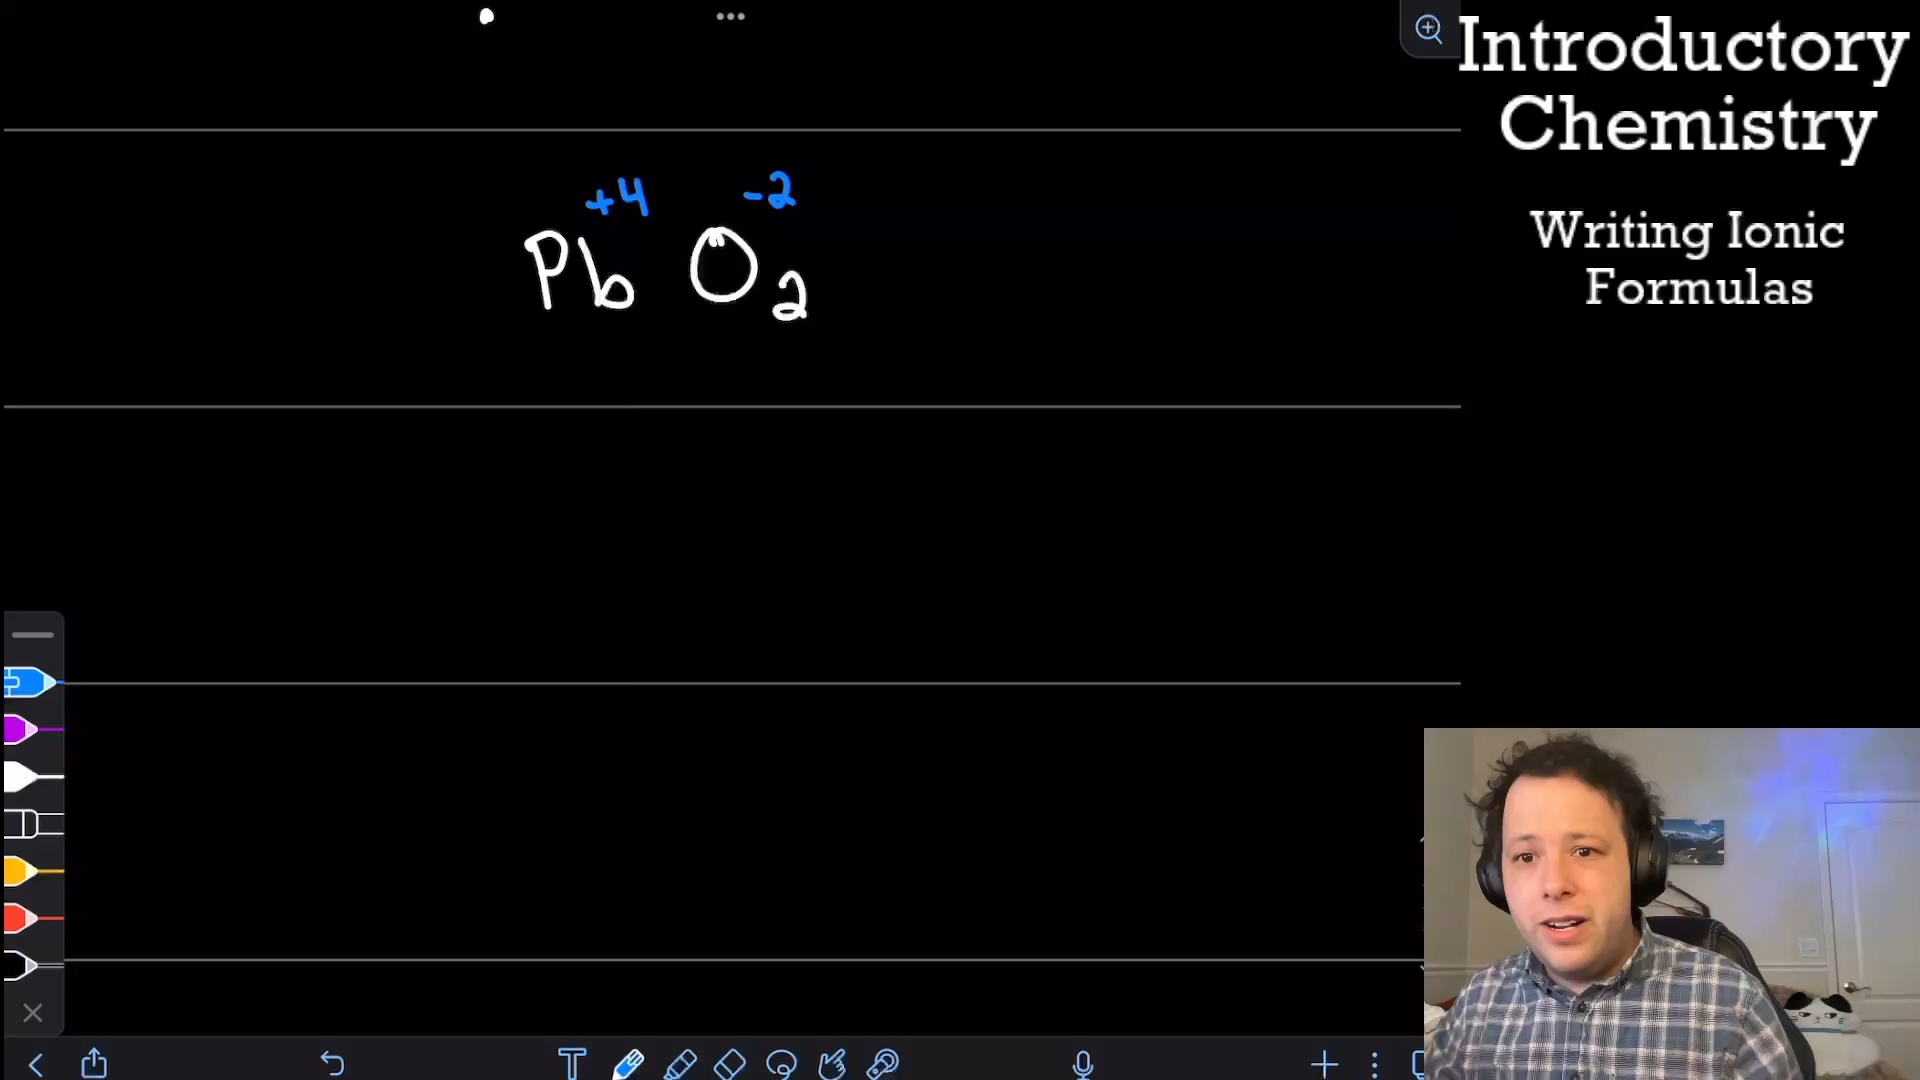 Introductory
Chemistry
Writing Ionic
Formulas
+4 -2
Pb O2
T